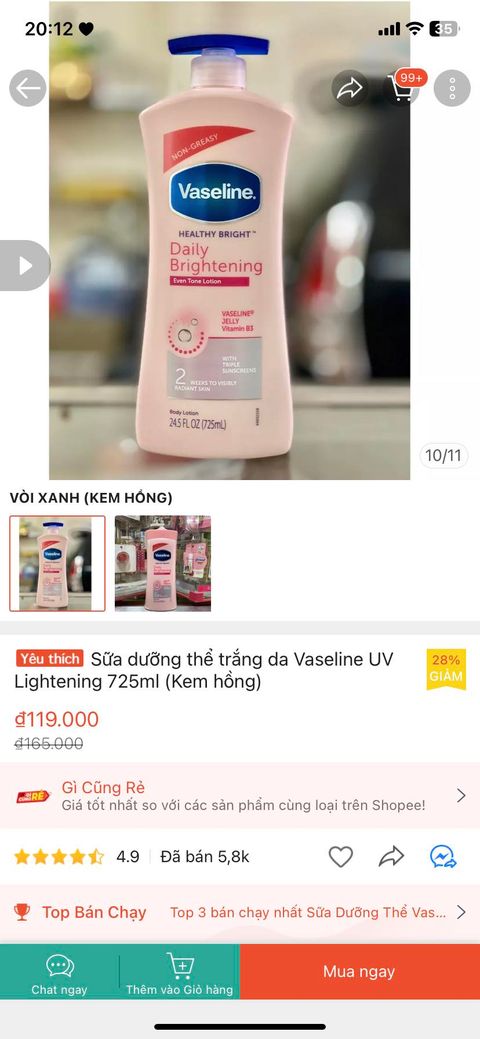 20:12
35
99+
NON-GREASY
Vaseline.
HEALTHY BRIGHT™
Daily
Brightening
Even Tone Lotion
VASELINE®
JELLY
Vitamin B3
WITH
TRIPLE
SUNSCREENS
2 WEEKS TO VISIBLY
RADIANT SKIN
Body Lotion
24.5 FL OZ (725mL)
10/11
VÒI XANH (KEM HỒNG)
Yêu thích Sữa dưỡng thể trắng da Vaseline UV
Lightening 725ml (Kem hồng)
28%
GIẢM
₫119.000
₫165.000
Gì Cũng Rẻ
Giá tốt nhất so với các sản phẩm cùng loại trên Shopee!
4.9 Đã bán 5,8k
Top Bán Chạy Top 3 bán chạy nhất Sữa Dưỡng Thể Vas...
Chat ngay
Thêm vào Giỏ hàng
Mua ngay